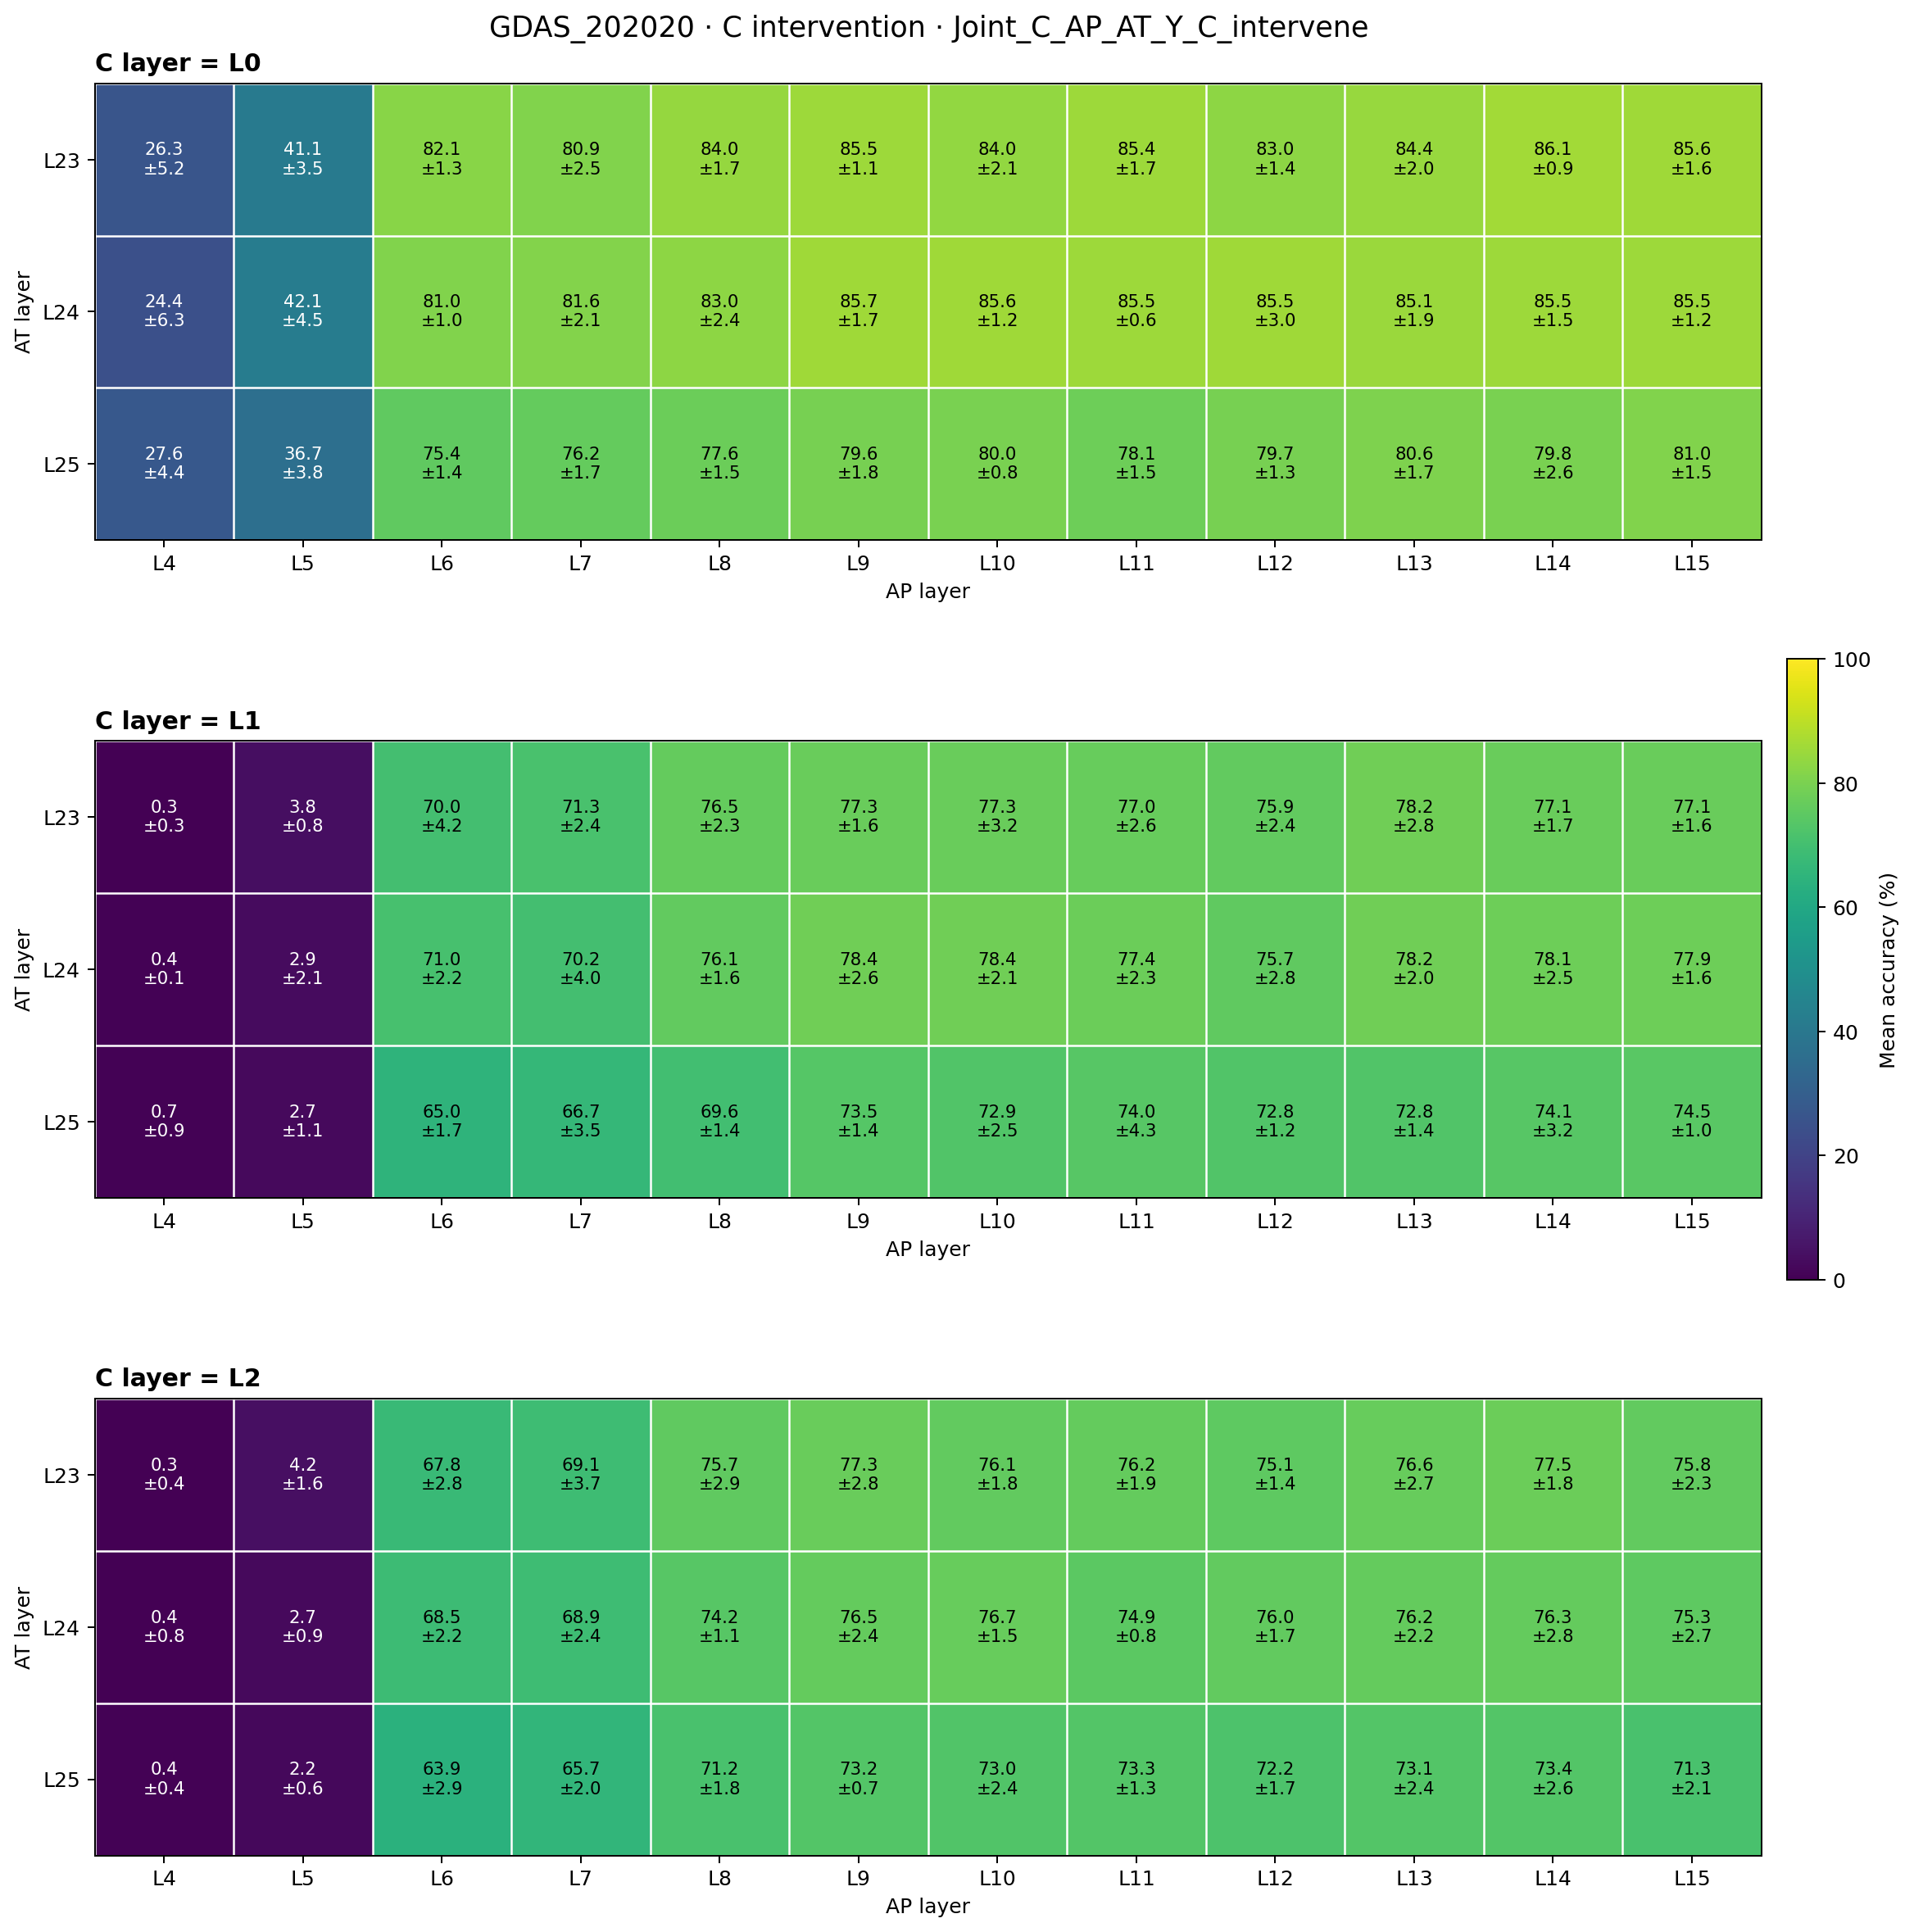 GDAS_202020 · C intervention · Joint_C_AP_AT_Y_C_intervene
C layer = L0
AT layer
L23
26.3 41.1 82.1 80.9 84.0 85.5 84.0 85.4 83.0 84.4 86.1 85.6
±5.2 ±3.5 ±1.3 ±2.5 ±1.7 ±1.1 ±2.1 ±1.7 ±1.4 ±2.0 ±0.9 ±1.6
L24
24.4 42.1 81.0 81.6 83.0 85.7 85.6 85.5 85.5 85.1 85.5 85.5
±6.3 ±4.5 ±1.0 ±2.1 ±2.4 ±1.7 ±1.2 ±0.6 ±3.0 ±1.9 ±1.5 ±1.2
L25
27.6 36.7 75.4 76.2 77.6 79.6 80.0 78.1 79.7 80.6 79.8 81.0
±4.4 ±3.8 ±1.4 ±1.7 ±1.5 ±1.8 ±0.8 ±1.5 ±1.3 ±1.7 ±2.6 ±1.5
L4 L5 L6 L7 L8 L9 L10 L11 L12 L13 L14 L15
AP layer
C layer = L1
AT layer
L23
0.3 3.8 70.0 71.3 76.5 77.3 77.3 77.0 75.9 78.2 77.1 77.1
±0.3 ±0.8 ±4.2 ±2.4 ±2.3 ±1.6 ±3.2 ±2.6 ±2.4 ±2.8 ±1.7 ±1.6
L24
0.4 2.9 71.0 70.2 76.1 78.4 78.4 77.4 75.7 78.2 78.1 77.9
±0.1 ±2.1 ±2.2 ±4.0 ±1.6 ±2.6 ±2.1 ±2.3 ±2.8 ±2.0 ±2.5 ±1.6
L25
0.7 2.7 65.0 66.7 69.6 73.5 72.9 74.0 72.8 72.8 74.1 74.5
±0.9 ±1.1 ±1.7 ±3.5 ±1.4 ±1.4 ±2.5 ±4.3 ±1.2 ±1.4 ±3.2 ±1.0
L4 L5 L6 L7 L8 L9 L10 L11 L12 L13 L14 L15
AP layer
100
80
60
40
20
0
Mean accuracy (%)
C layer = L2
AT layer
L23
0.3 4.2 67.8 69.1 75.7 77.3 76.1 76.2 75.1 76.6 77.5 75.8
±0.4 ±1.6 ±2.8 ±3.7 ±2.9 ±2.8 ±1.8 ±1.9 ±1.4 ±2.7 ±1.8 ±2.3
L24
0.4 2.7 68.5 68.9 74.2 76.5 76.7 74.9 76.0 76.2 76.3 75.3
±0.8 ±0.9 ±2.2 ±2.4 ±1.1 ±2.4 ±1.5 ±0.8 ±1.7 ±2.2 ±2.8 ±2.7
L25
0.4 2.2 63.9 65.7 71.2 73.2 73.0 73.3 72.2 73.1 73.4 71.3
±0.4 ±0.6 ±2.9 ±2.0 ±1.8 ±0.7 ±2.4 ±1.3 ±1.7 ±2.4 ±2.6 ±2.1
L4 L5 L6 L7 L8 L9 L10 L11 L12 L13 L14 L15
AP layer